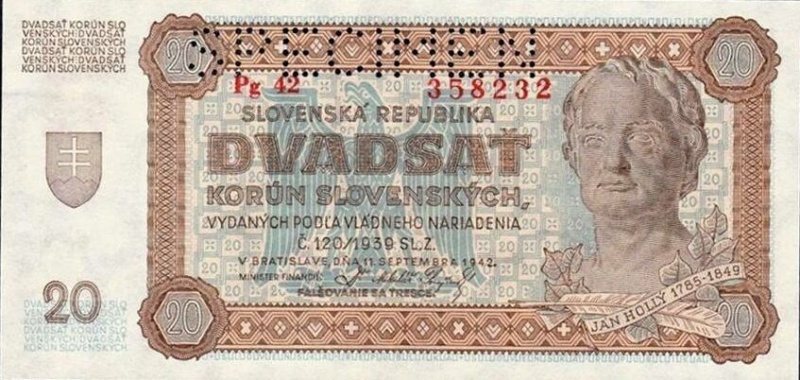 DVADSAŤ KORÚN SLO
VENSKÝCH:DVADSAŤ
KORÚN SLOVENSKÝCH
DVADSAŤ KORÚN SLO
VENSKÝCH:DVADSAŤ
KORÚN SLOVENSKÝCH
20
SPECIMEN
20
Pg 42 358232
SLOVENSKÁ REPUBLIKA
DVADSAŤ
KORÚN SLOVENSKÝCH,
VYDANÝCH PODĽA VLÁDNEHO NARIADENIA
Č. 120/1939 SL. Z.
V BRATISLAVE, DŇA 11. SEPTEMBRA 1942.
MINISTER FINANCIÍ:
FALŠOVANIE SA TRESCE.
JÁN HOLLÝ 1785-1849
20
DVADSAŤ KORÚN SLO
VENSKÝCH:DVADSAŤ
KORÚN SLOVENSKÝCH
20
20